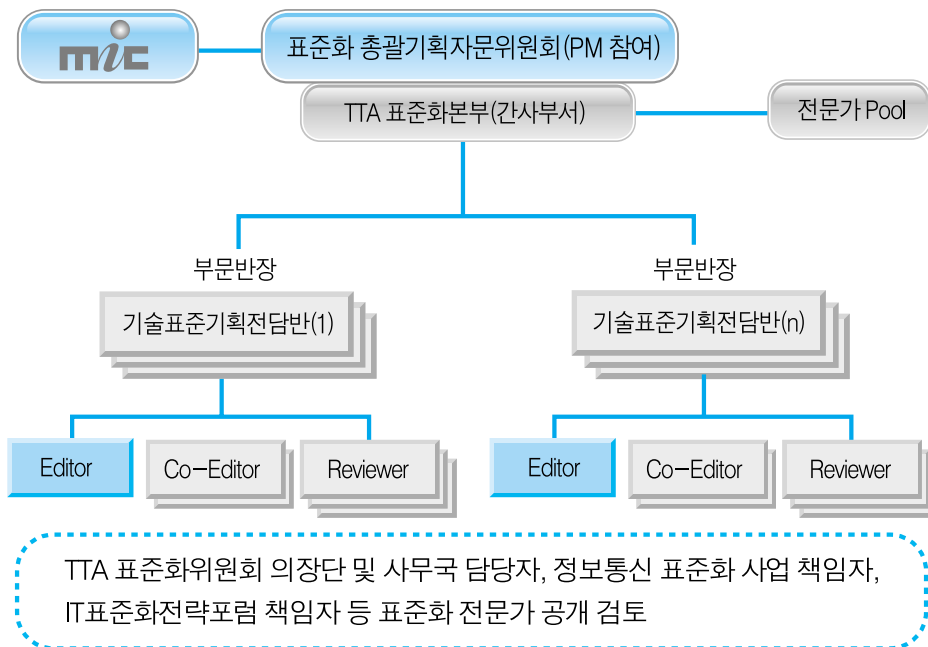 mic
표준화 총괄기획자문위원회(PM 참여)
TTA 표준화본부(간사부서)
전문가 Pool
부문반장
부문반장
기술표준기획전담반(1)
기술표준기획전담반(n)
Editor
Co-Editor
Reviewer
Editor
Co-Editor
Reviewer
TTA 표준화위원회 의장단 및 사무국 담당자, 정보통신 표준화 사업 책임자,
IT표준화전략포럼 책임자 등 표준화 전문가 공개 검토